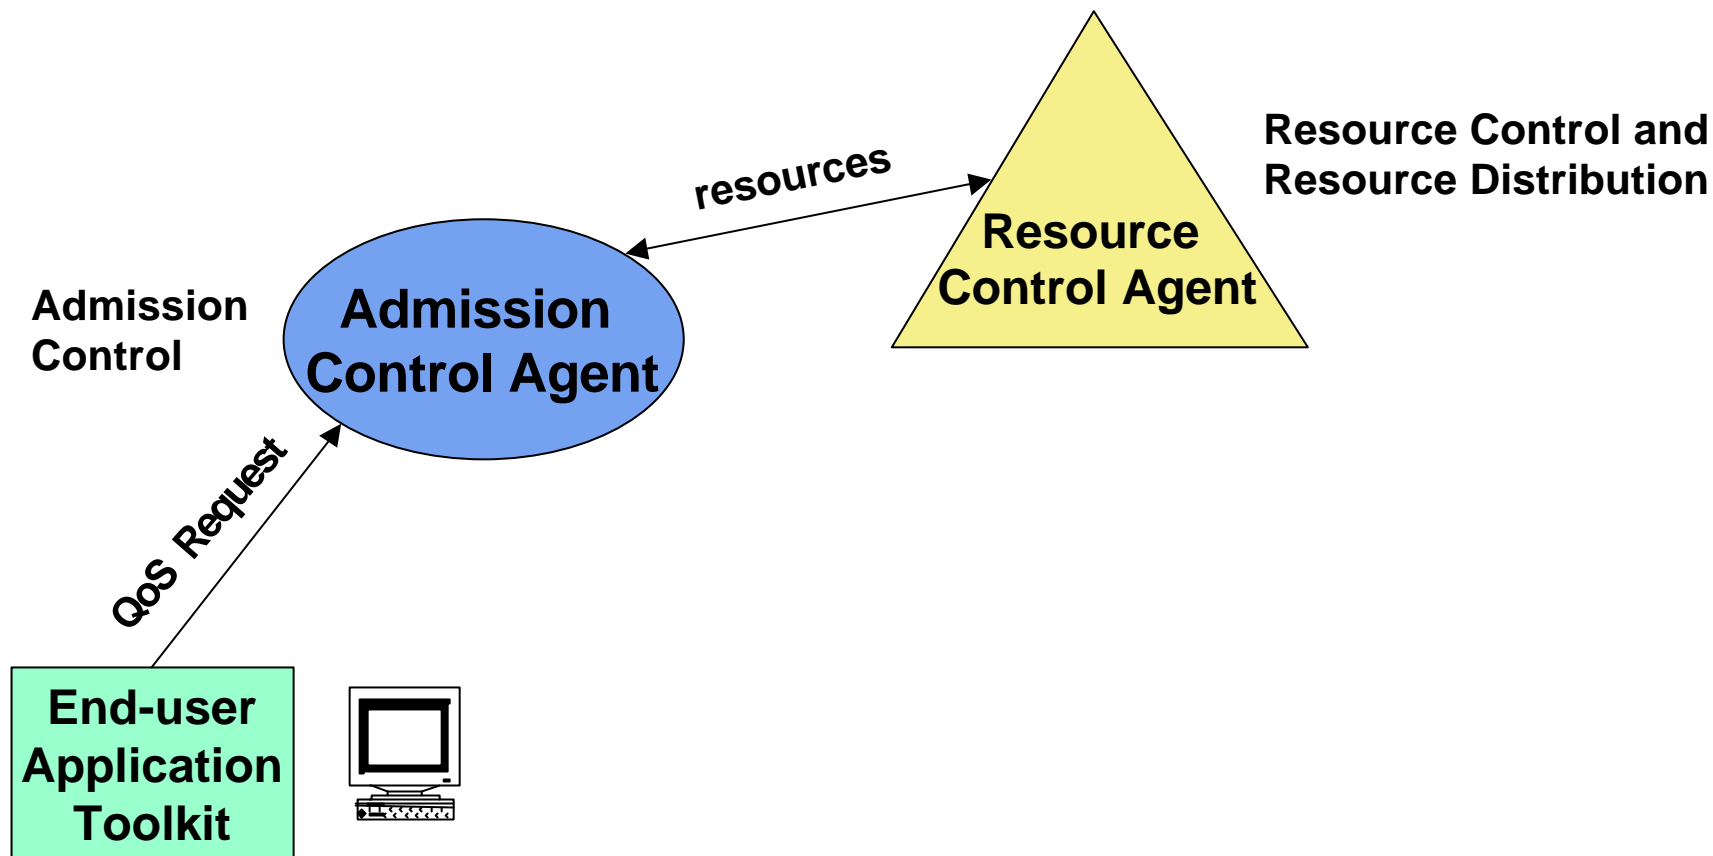 Resource Control and
Resource Distribution
resources
Resource
Control Agent
Admission
Control
Admission
Control Agent
QoS Request
End-user
Application
Toolkit